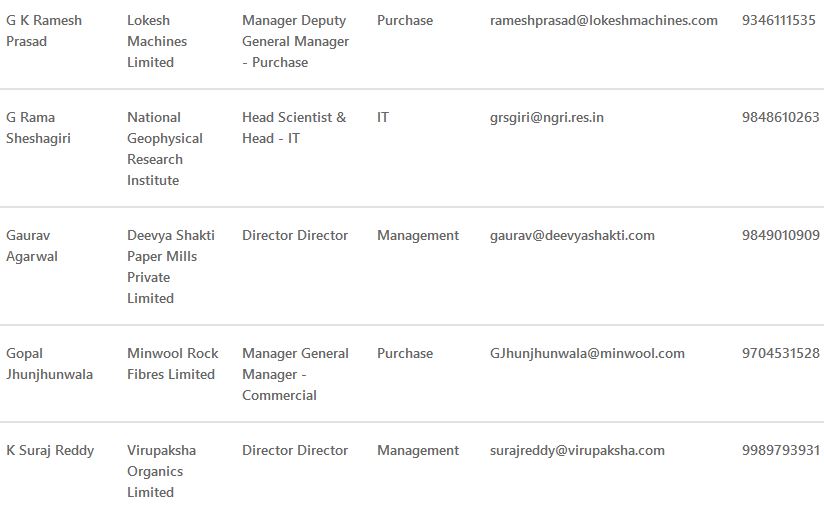 G K Ramesh Lokesh Manager Deputy Purchase rameshprasad@lokeshmachines.com 9346111535
Prasad Machines General Manager
Limited - Purchase
G Rama National Head Scientist & IT grsgiri@ngri.res.in 9848610263
Sheshagiri Geophysical Head - IT
Research
Institute
Gaurav Deevya Shakti Director Director Management gaurav@deevyashakti.com 9849010909
Agarwal Paper Mills
Private
Limited
Gopal Minwool Rock Manager General Purchase GJhunjhunwala@minwool.com 9704531528
Jhunjhunwala Fibres Limited Manager -
Commercial
K Suraj Reddy Virupaksha Director Director Management surajreddy@virupaksha.com 9989793931
Organics
Limited